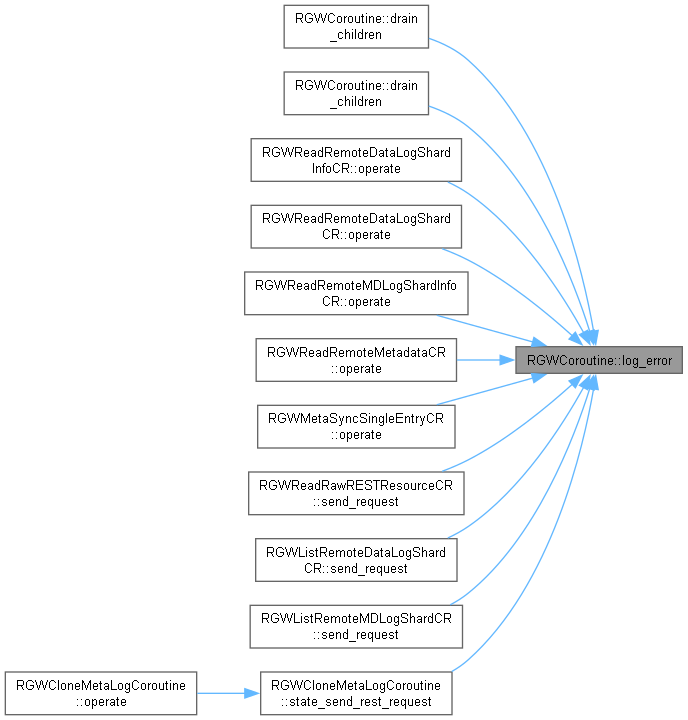 RGWCoroutine::drain
_children
RGWCoroutine::drain
_children
RGWReadRemoteDataLogShard
InfoCR::operate
RGWReadRemoteDataLogShard
CR::operate
RGWReadRemoteMDLogShardInfo
CR::operate
RGWCoroutine::log_error
RGWReadRemoteMetadataCR
::operate
RGWMetaSyncSingleEntryCR
::operate
RGWReadRawRESTResourceCR
::send_request
RGWListRemoteDataLogShard
CR::send_request
RGWListRemoteMDLogShardCR
::send_request
RGWCloneMetaLogCoroutine
::operate
RGWCloneMetaLogCoroutine
::state_send_rest_request